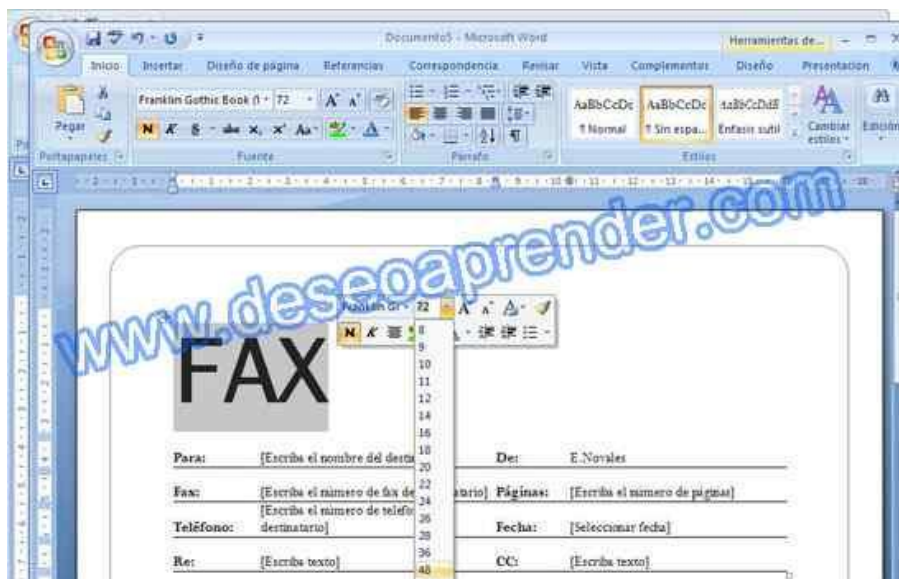 Documento5 - Microsoft Word
Herramientas de...
Inicio Insertar Diseño de página Referencias Correspondencia Revisar Vista Complementos Diseño Presentación
Pegar
Franklin Gothic Book (T 72
N K S abc x₂ x² Aa
AaBbCcDc AaBbCcDc AaBbCcDdE
¶ Normal ¶ Sin espa... Énfasis sutil
Cambiar estilos
Edición
Portapapeles Fuente Párrafo Estilos
www.deseoaprender.com
72
N K
FAX
8
9
10
11
12
14
16
18
20
22
24
26
28
36
48
Para: [Escriba el nombre del De: E.Novales
Fax: [Escriba el número de fax Páginas: [Escriba el número de páginas]
[Escriba el número de
Teléfono: destinatario] Fecha: [Seleccionar fecha]
Re: [Escriba texto] CC: [Escriba texto]